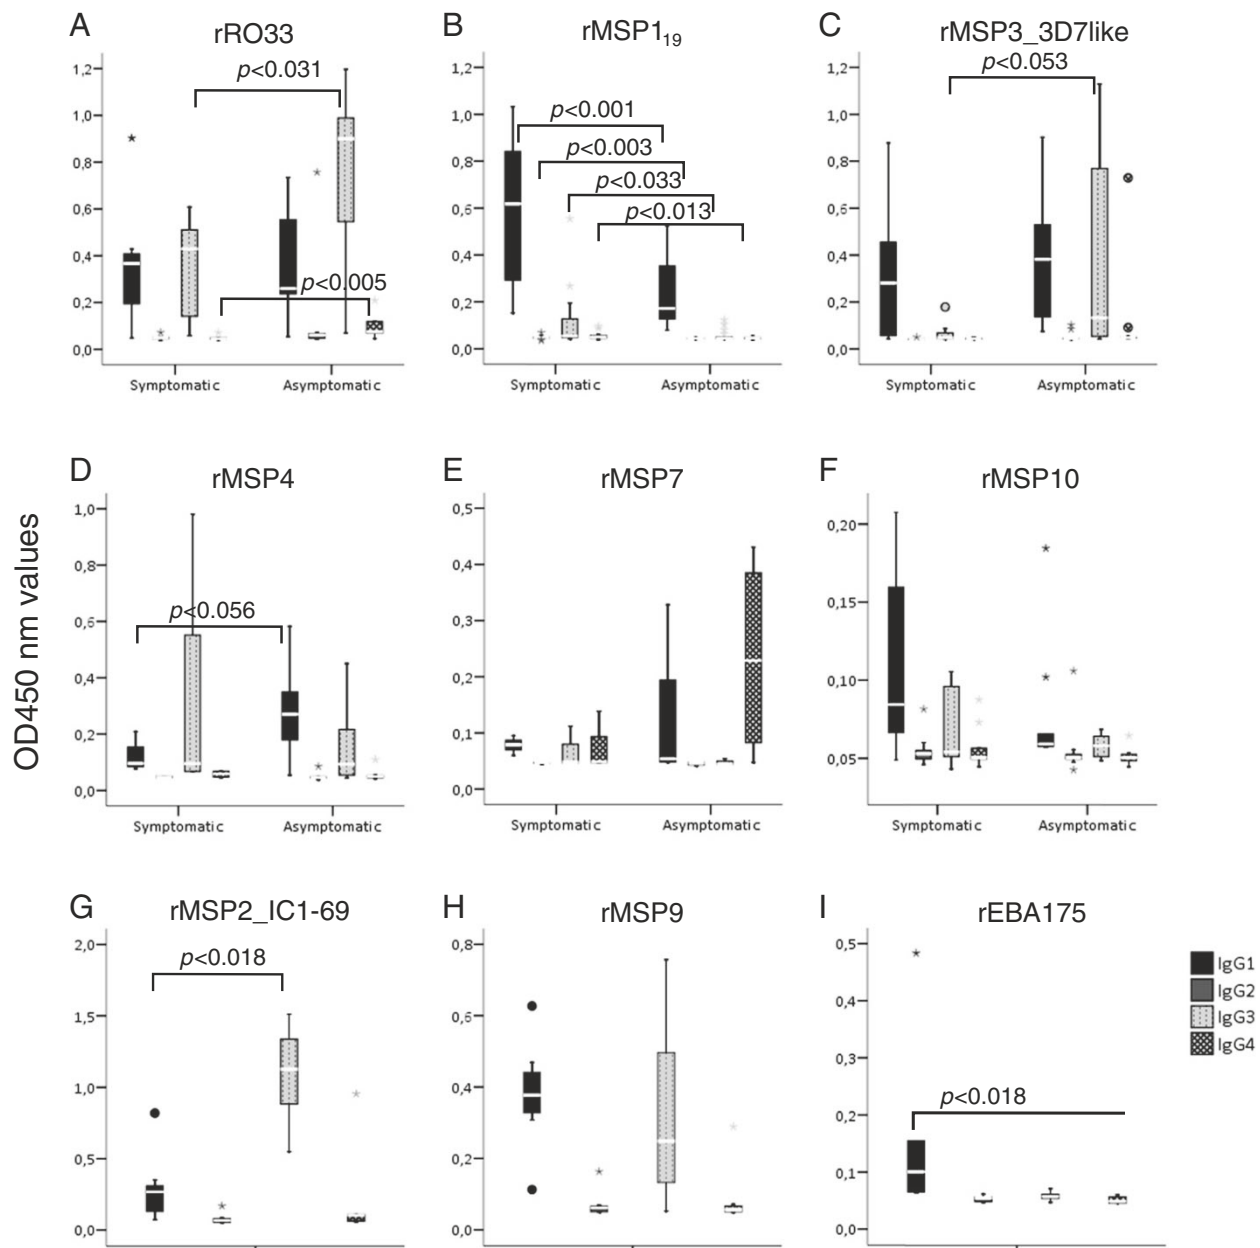 A
rRO33
1,2
1,0
0,8
0,6
0,4
0,2
0,0
p<0.031
p<0.005
Symptomatic
Asymptomatic
B
rMSP1₁₉
1,2
1,0
0,8
0,6
0,4
0,2
0,0
p<0.001
p<0.003
p<0.033
p<0.013
Symptomatic
Asymptomatic
C
rMSP3_3D7like
1,2
1,0
0,8
0,6
0,4
0,2
0,0
p<0.053
Symptomatic
Asymptomatic
OD450 nm values
D
rMSP4
1,0
0,8
0,6
0,4
0,2
0,0
p<0.056
Symptomatic
Asymptomatic
E
rMSP7
0,5
0,4
0,3
0,2
0,1
0,0
Symptomatic
Asymptomatic
F
rMSP10
0,20
0,15
0,10
0,05
Symptomatic
Asymptomatic
G
rMSP2_IC1-69
2,0
1,5
1,0
0,5
0,0
p<0.018
H
rMSP9
0,8
0,6
0,4
0,2
0,0
I
rEBA175
0,5
0,4
0,3
0,2
0,1
0,0
p<0.018
IgG1
IgG2
IgG3
IgG4